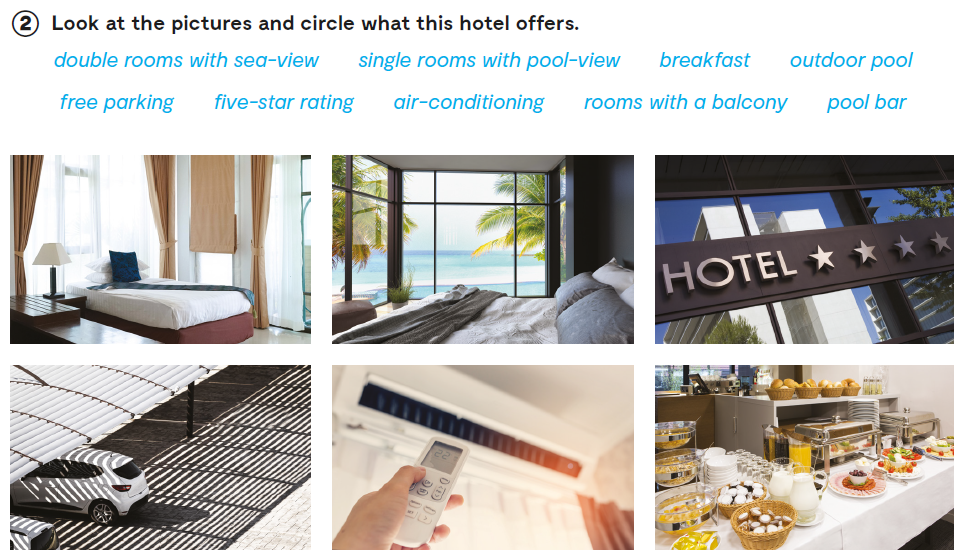 2 Look at the pictures and circle what this hotel offers.
double rooms with sea-view single rooms with pool-view breakfast outdoor pool
free parking five-star rating air-conditioning rooms with a balcony pool bar
HOTEL